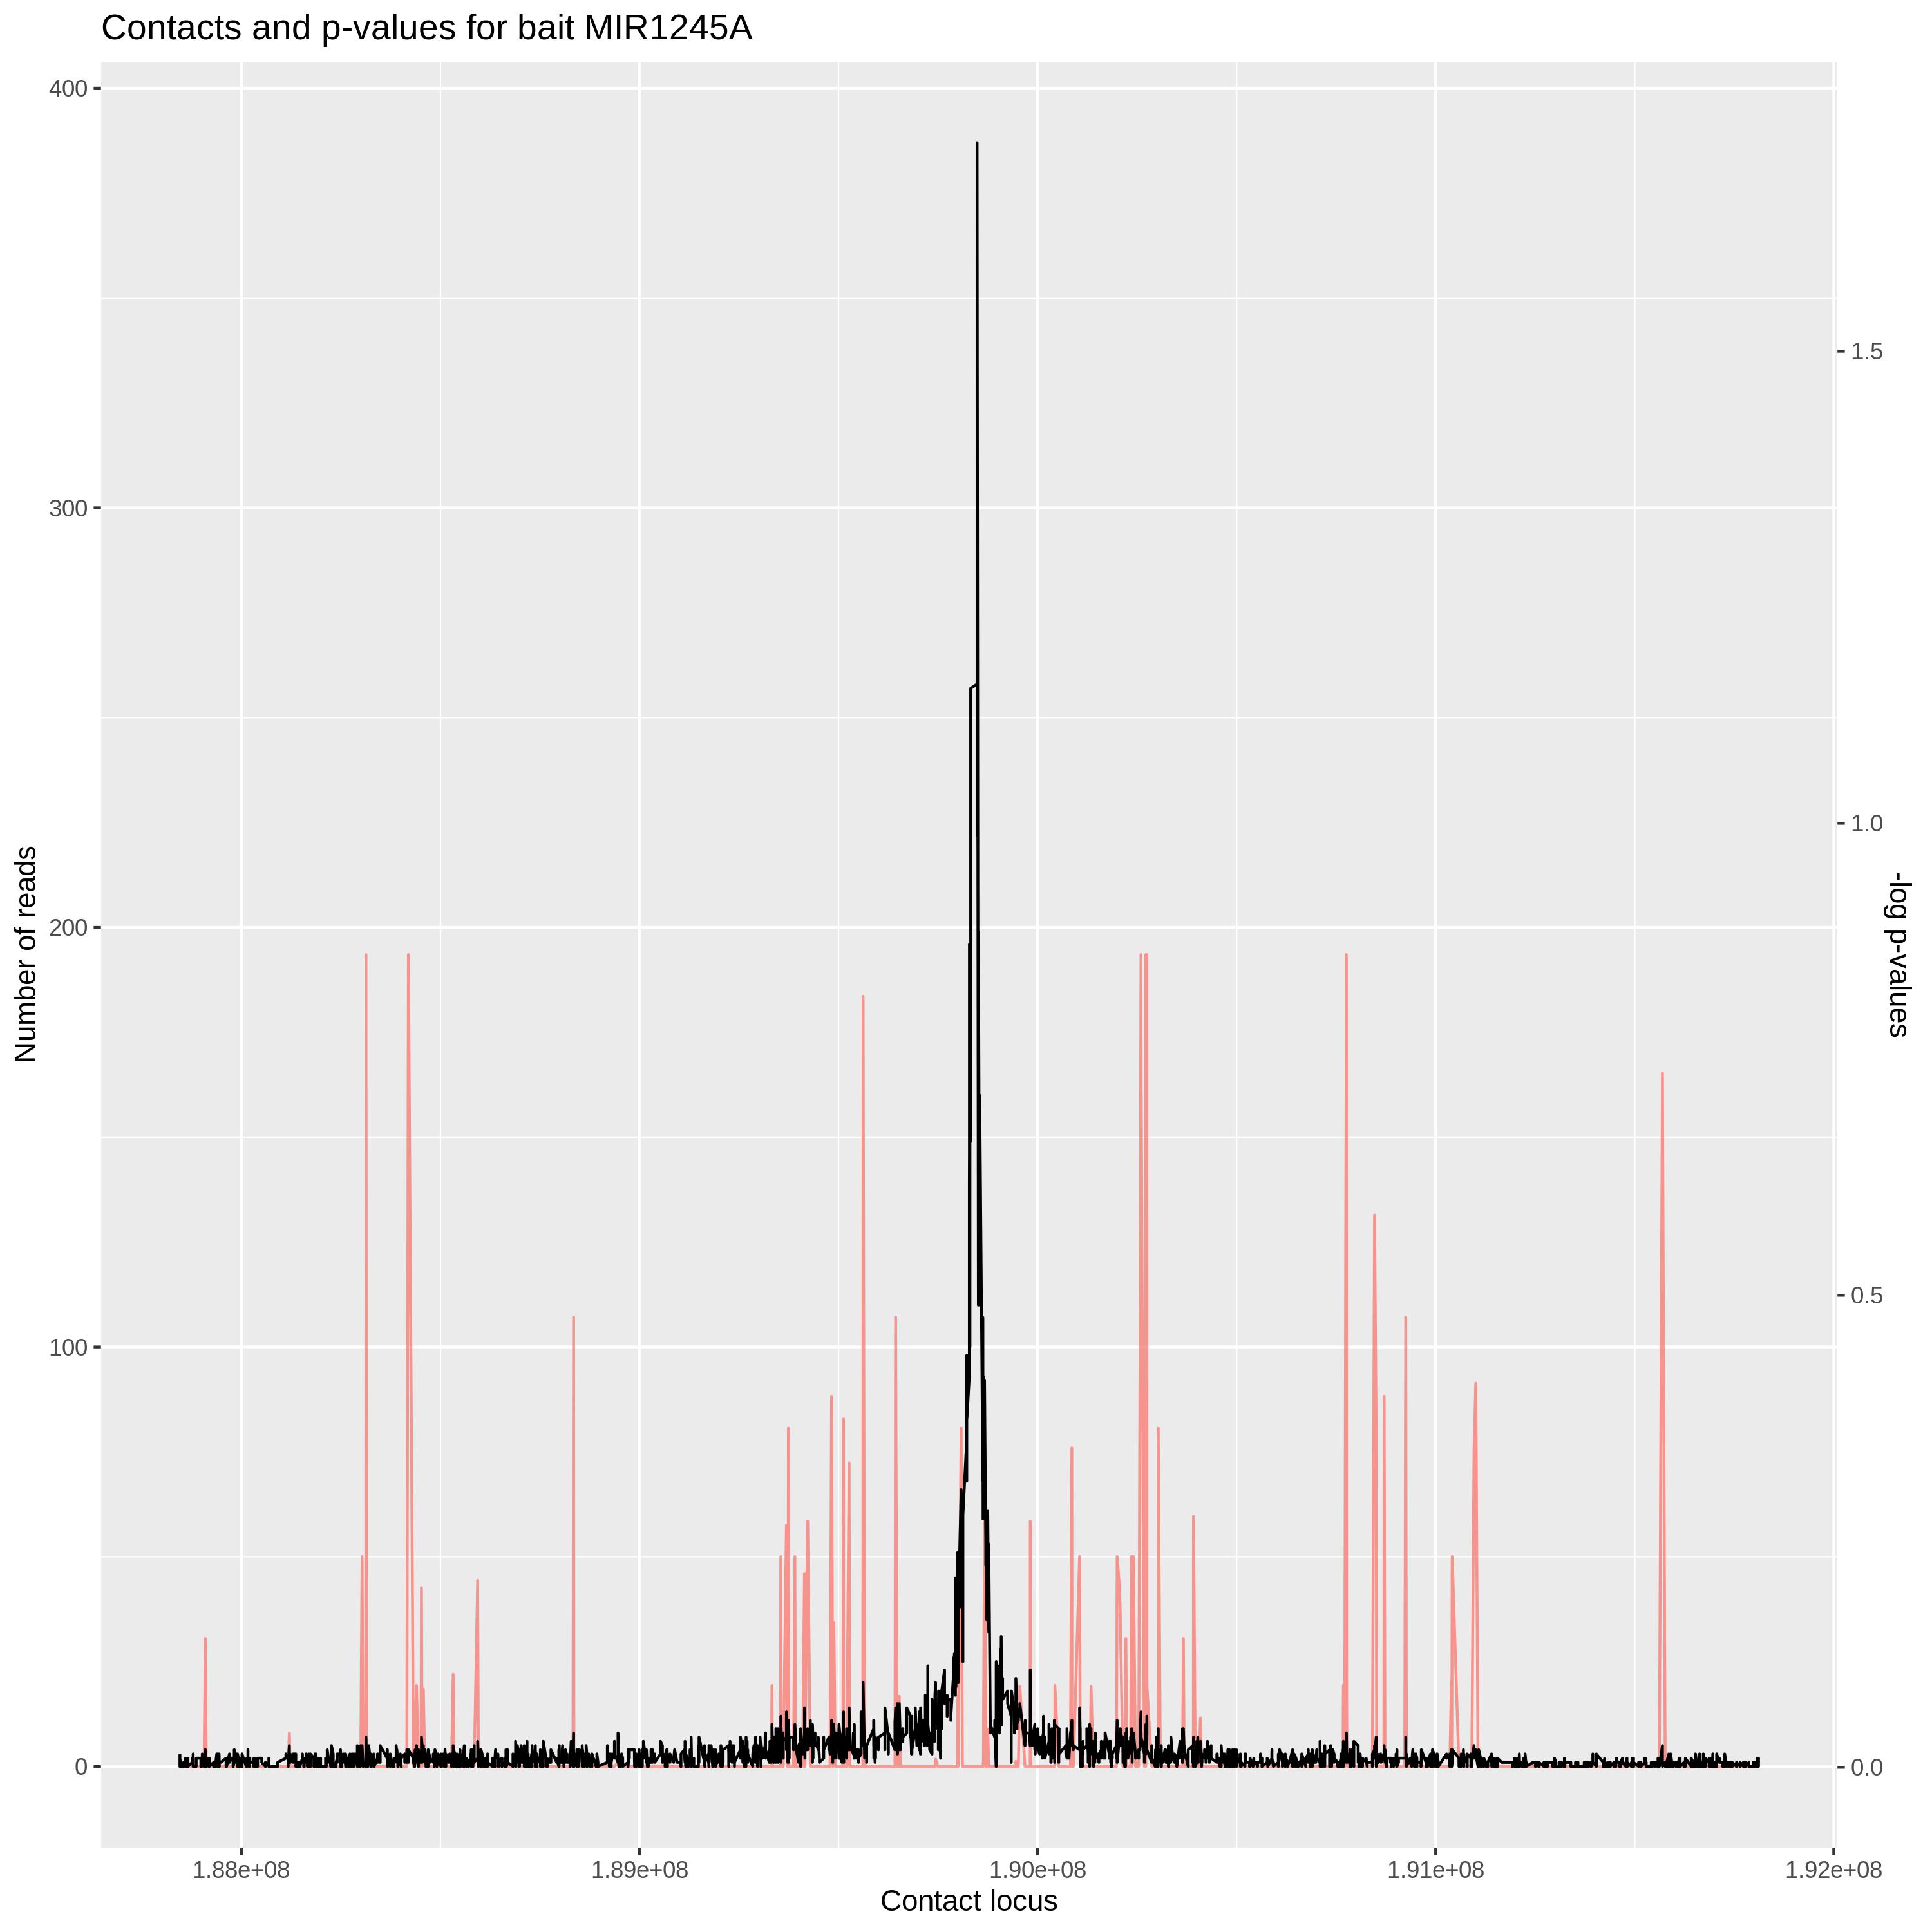 Contacts and p-values for bait MIR1245A
400
300
200
100
0
Number of reads
1.5
1.0
0.5
0.0
-log p-values
1.88e+08 1.89e+08 1.90e+08 1.91e+08 1.92e+08
Contact locus